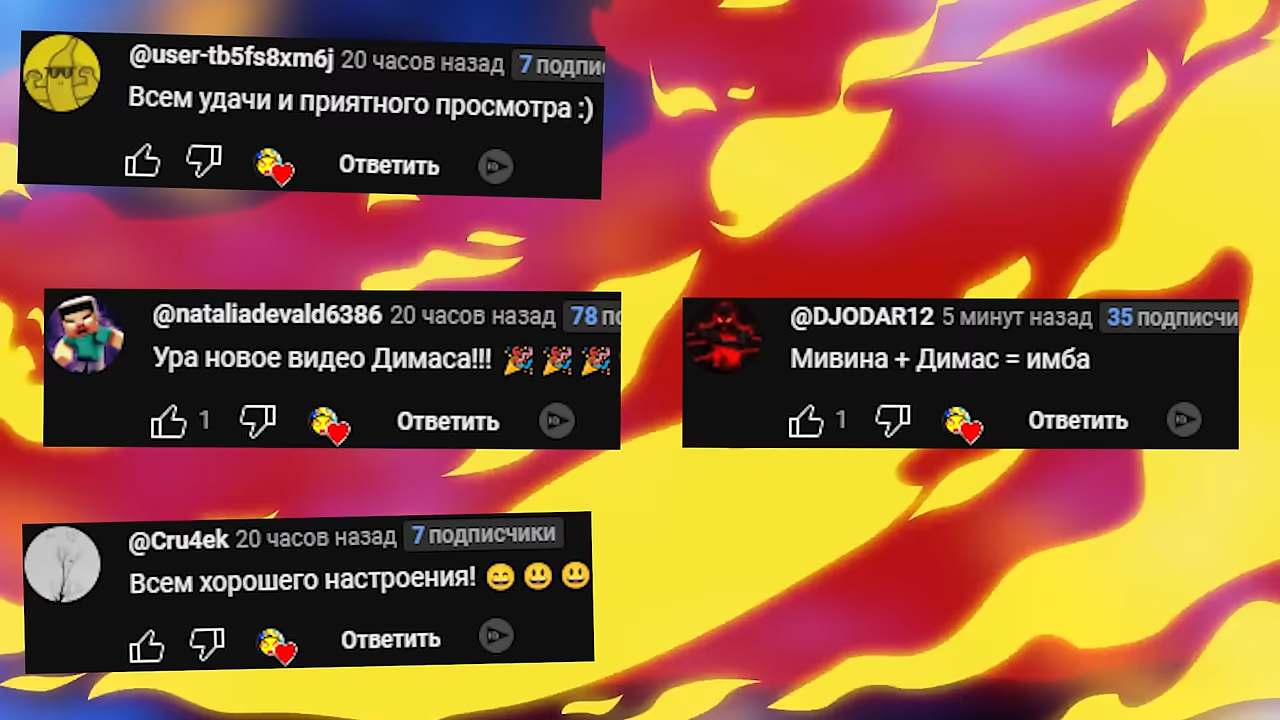 @user-tb5fs8xm6j 20 часов назад 7
Всем удачи и приятного просмотра :)
Ответить
@nataliadevald6386 20 часов назад 78
Ура новое видео Димаса!!! 🎉 🎉 🎉
1 Ответить
@DJODAR12 5 минут назад 35
Мивина + Димас = имба
1 Ответить
@Cru4ek 20 часов назад 7 подписчики
Всем хорошего настроения! 😄 😃 😃
Ответить